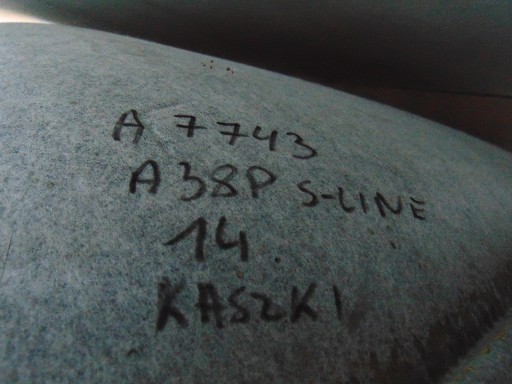 A 7743
A38P S-LINE
14.
KASZKI